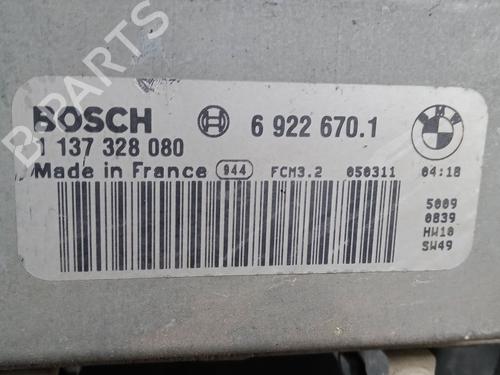 B-PARTS
BOSCH 6 922 670.1 BMW
1 137 328 080
Made in France 944 FCM3.2 050311 04:18
5009
0839
HW10
SW49